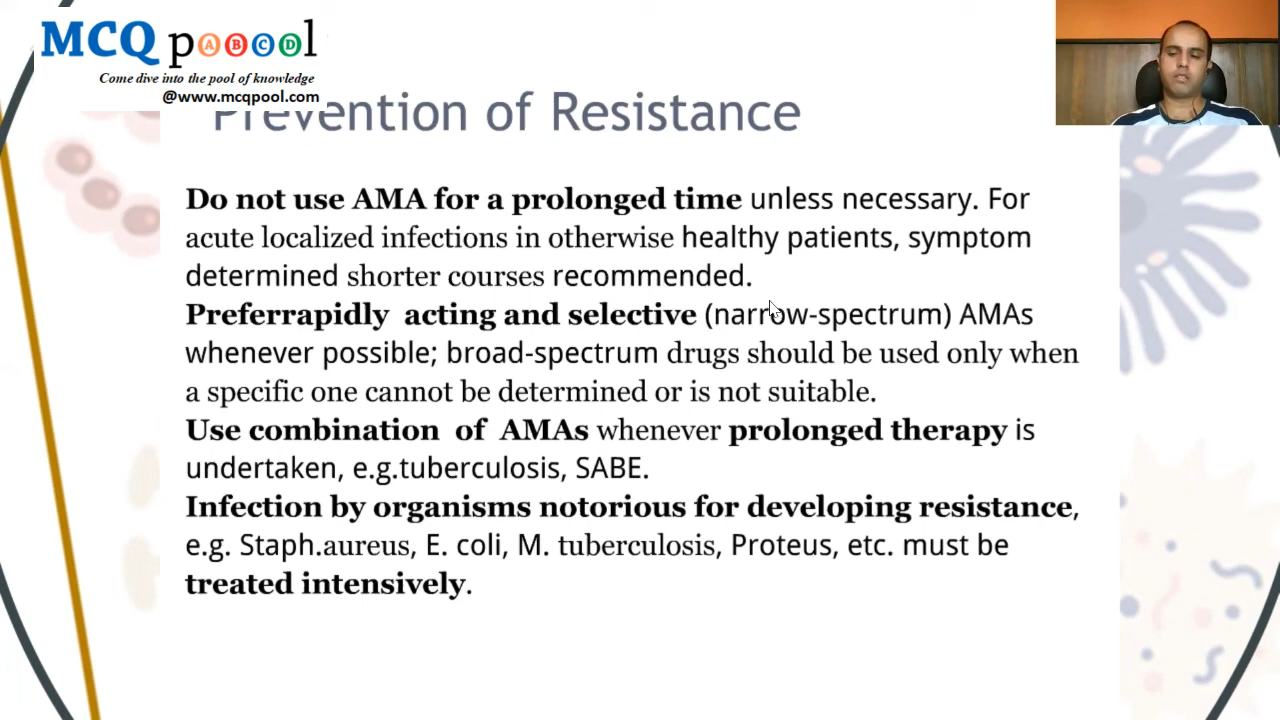 MCQ poool
A B C D
Come dive into the pool of knowledge
@www.mcqpool.com
Prevention of Resistance
Do not use AMA for a prolonged time unless necessary. For
acute localized infections in otherwise healthy patients, symptom
determined shorter courses recommended.
Preferrapidly acting and selective (narrow-spectrum) AMAs
whenever possible; broad-spectrum drugs should be used only when
a specific one cannot be determined or is not suitable.
Use combination of AMAs whenever prolonged therapy is
undertaken, e.g.tuberculosis, SABE.
Infection by organisms notorious for developing resistance,
e.g. Staph.aureus, E. coli, M. tuberculosis, Proteus, etc. must be
treated intensively.